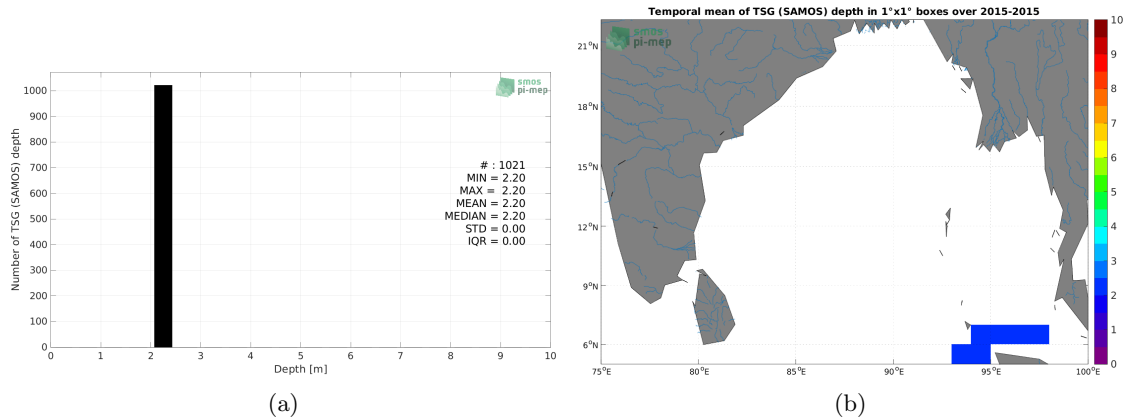 Temporal mean of TSG (SAMOS) depth in 1°x1° boxes over 2015-2015
smos
pi-mep
Number of TSG (SAMOS) depth
1000
900
800
700
600
500
400
300
200
100
0
# : 1021
MIN = 2.20
MAX = 2.20
MEAN = 2.20
MEDIAN = 2.20
STD = 0.00
IQR = 0.00
0 1 2 3 4 5 6 7 8 9 10
Depth [m]
(a)
smos
pi-mep
21°N
18°N
15°N
12°N
9°N
6°N
75°E 80°E 85°E 90°E 95°E 100°E
10
9
8
7
6
5
4
3
2
1
0
(b)